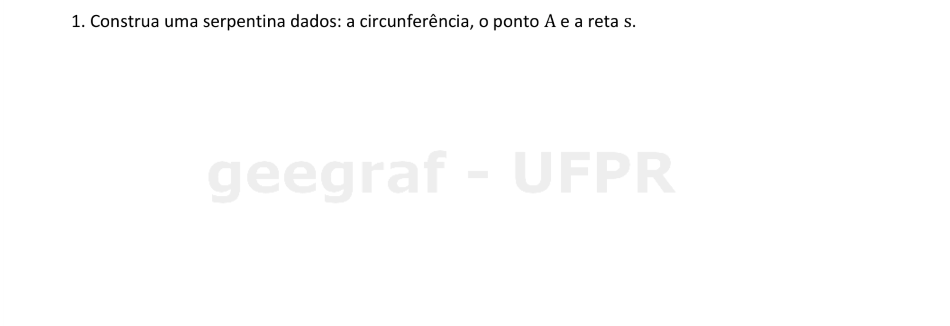 1. Construa uma serpentina dados: a circunferência, o ponto A e a reta s.
geegraf - UFPR